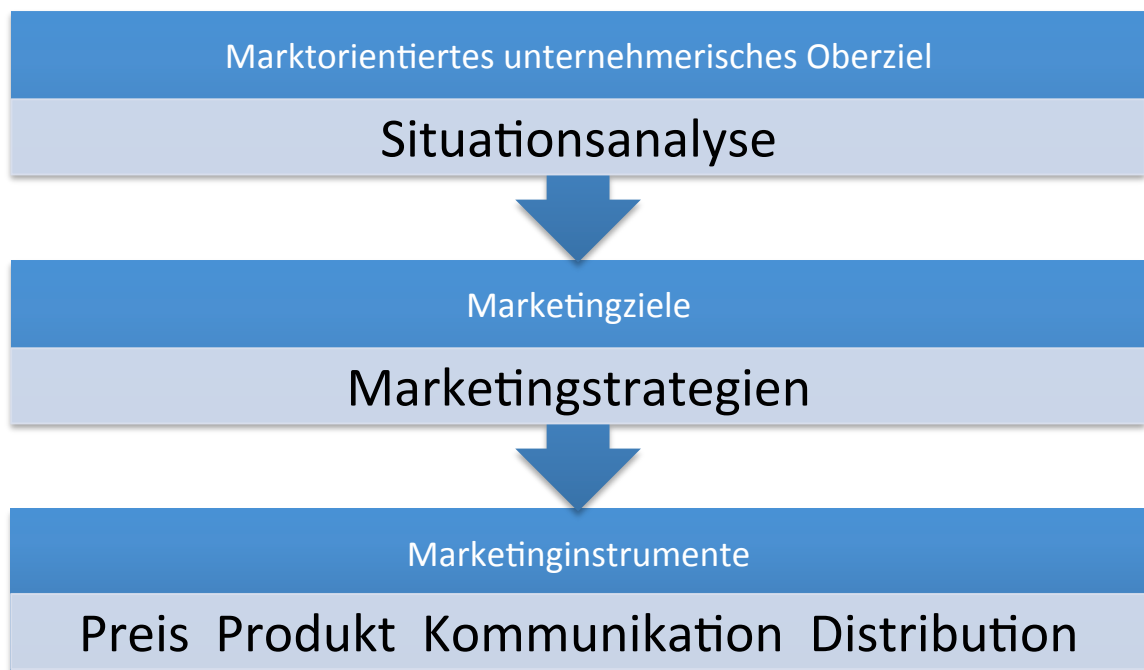 Marktorientiertes unternehmerisches Oberziel
Situationsanalyse
Marketingziele
Marketingstrategien
Marketinginstrumente
Preis Produkt Kommunikation Distribution